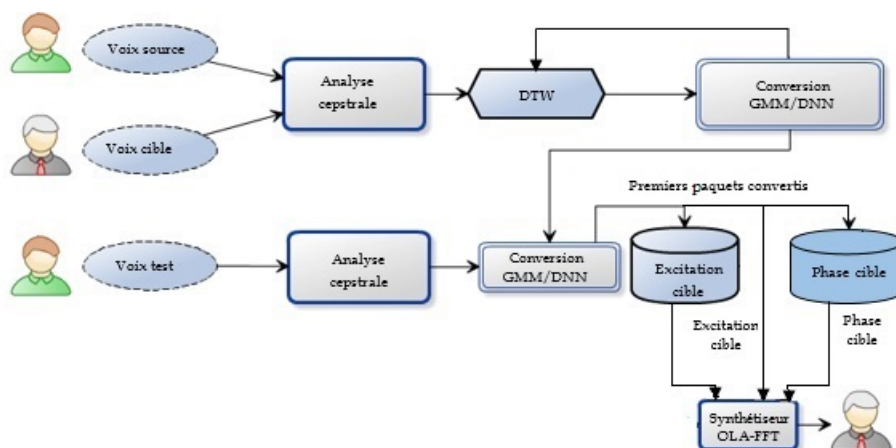 Voix source
Analyse
cepstrale
DTW
Conversion
GMM/DNN
Voix cible
Premiers paquets convertis
Voix test
Analyse
cepstrale
Conversion
GMM/DNN
Excitation
cible
Phase cible
Excitation
cible
Phase
cible
Synthétiseur
OLA-FFT